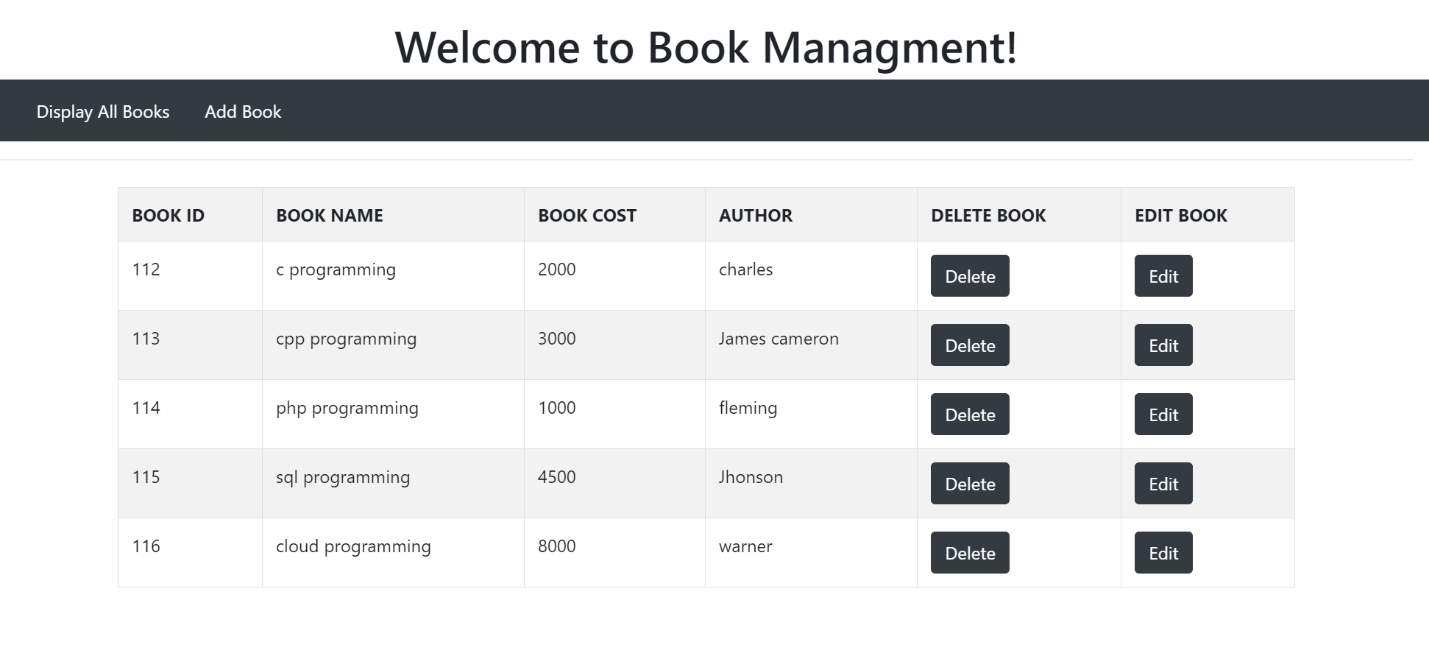 Welcome to Book Managment!
Display All Books Add Book
BOOK ID BOOK NAME BOOK COST AUTHOR DELETE BOOK EDIT BOOK
112 c programming 2000 charles Delete Edit
113 cpp programming 3000 James cameron Delete Edit
114 php programming 1000 fleming Delete Edit
115 sql programming 4500 Jhonson Delete Edit
116 cloud programming 8000 warner Delete Edit